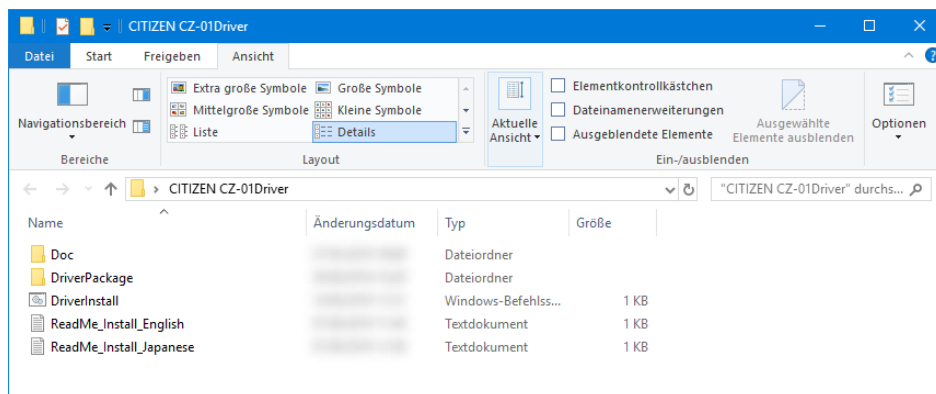 CITIZEN CZ-01Driver
Datei Start Freigeben Ansicht
Navigationsbereich
Extra große Symbole Große Symbole
Mittelgroße Symbole Kleine Symbole
Liste Details
Aktuelle Ansicht
Elementkontrollkästchen
Dateinamenerweiterungen
Ausgeblendete Elemente
Ausgewählte
Elemente ausblenden
Optionen
Bereiche Layout Ein-/ausblenden
CITIZEN CZ-01Driver "CITIZEN CZ-01Driver" durchs...
Name Änderungsdatum Typ Größe
Doc Dateiordner
DriverPackage Dateiordner
DriverInstall Windows-Befehlss... 1 KB
ReadMe_Install_English Textdokument 1 KB
ReadMe_Install_Japanese Textdokument 1 KB